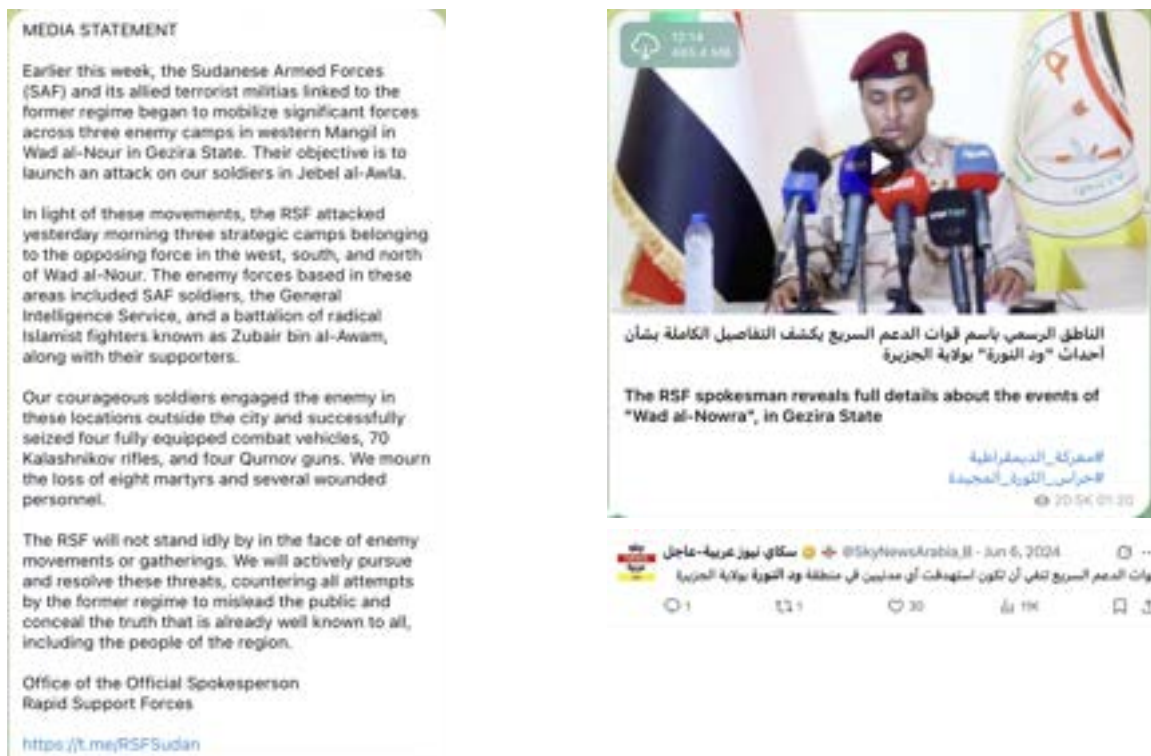 MEDIA STATEMENT
Earlier this week, the Sudanese Armed Forces
(SAF) and its allied terrorist militias linked to the
former regime began to mobilize significant forces
across three enemy camps in western Mangil in
Wad al-Nour in Gezira State. Their objective is to
launch an attack on our soldiers in Jebel al-Awla.
In light of these movements, the RSF attacked
yesterday morning three strategic camps belonging
to the opposing force in the west, south, and north
of Wad al-Nour. The enemy forces based in these
areas included SAF soldiers, the General
Intelligence Service, and a battalion of radical
Islamist fighters known as Zubair bin al-Awam,
along with their supporters.
Our courageous soldiers engaged the enemy in
these locations outside the city and successfully
seized four fully equipped combat vehicles, 70
Kalashnikov rifles, and four Qurnov guns. We mourn
the loss of eight martyrs and several wounded
personnel.
The RSF will not stand idly by in the face of enemy
movements or gatherings. We will actively pursue
and resolve these threats, countering all attempts
by the former regime to mislead the public and
conceal the truth that is already well known to all,
including the people of the region.
Office of the Official Spokesperson
Rapid Support Forces
https://t.me/RSFSudan
12:14
الناطق الرسمي باسم قوات الدعم السريع يكشف التفاصيل الكاملة بشأن
أحداث "ود النورة" بولاية الجزيرة
The RSF spokesman reveals full details about the events of
"Wad al-Nowra", in Gezira State
#معركة_الديمقراطية
#حراس_الثورة_المجيدة
20.5K 01:20
سكاي نيوز عربية-عاجل @SkyNewsArabia_B - Jun 6, 2024
الدعم السريع تنفي أن تكون استهدفت أي مدنيين في منطقة ود النورة بولاية الجزيرة
1 1 30 11K